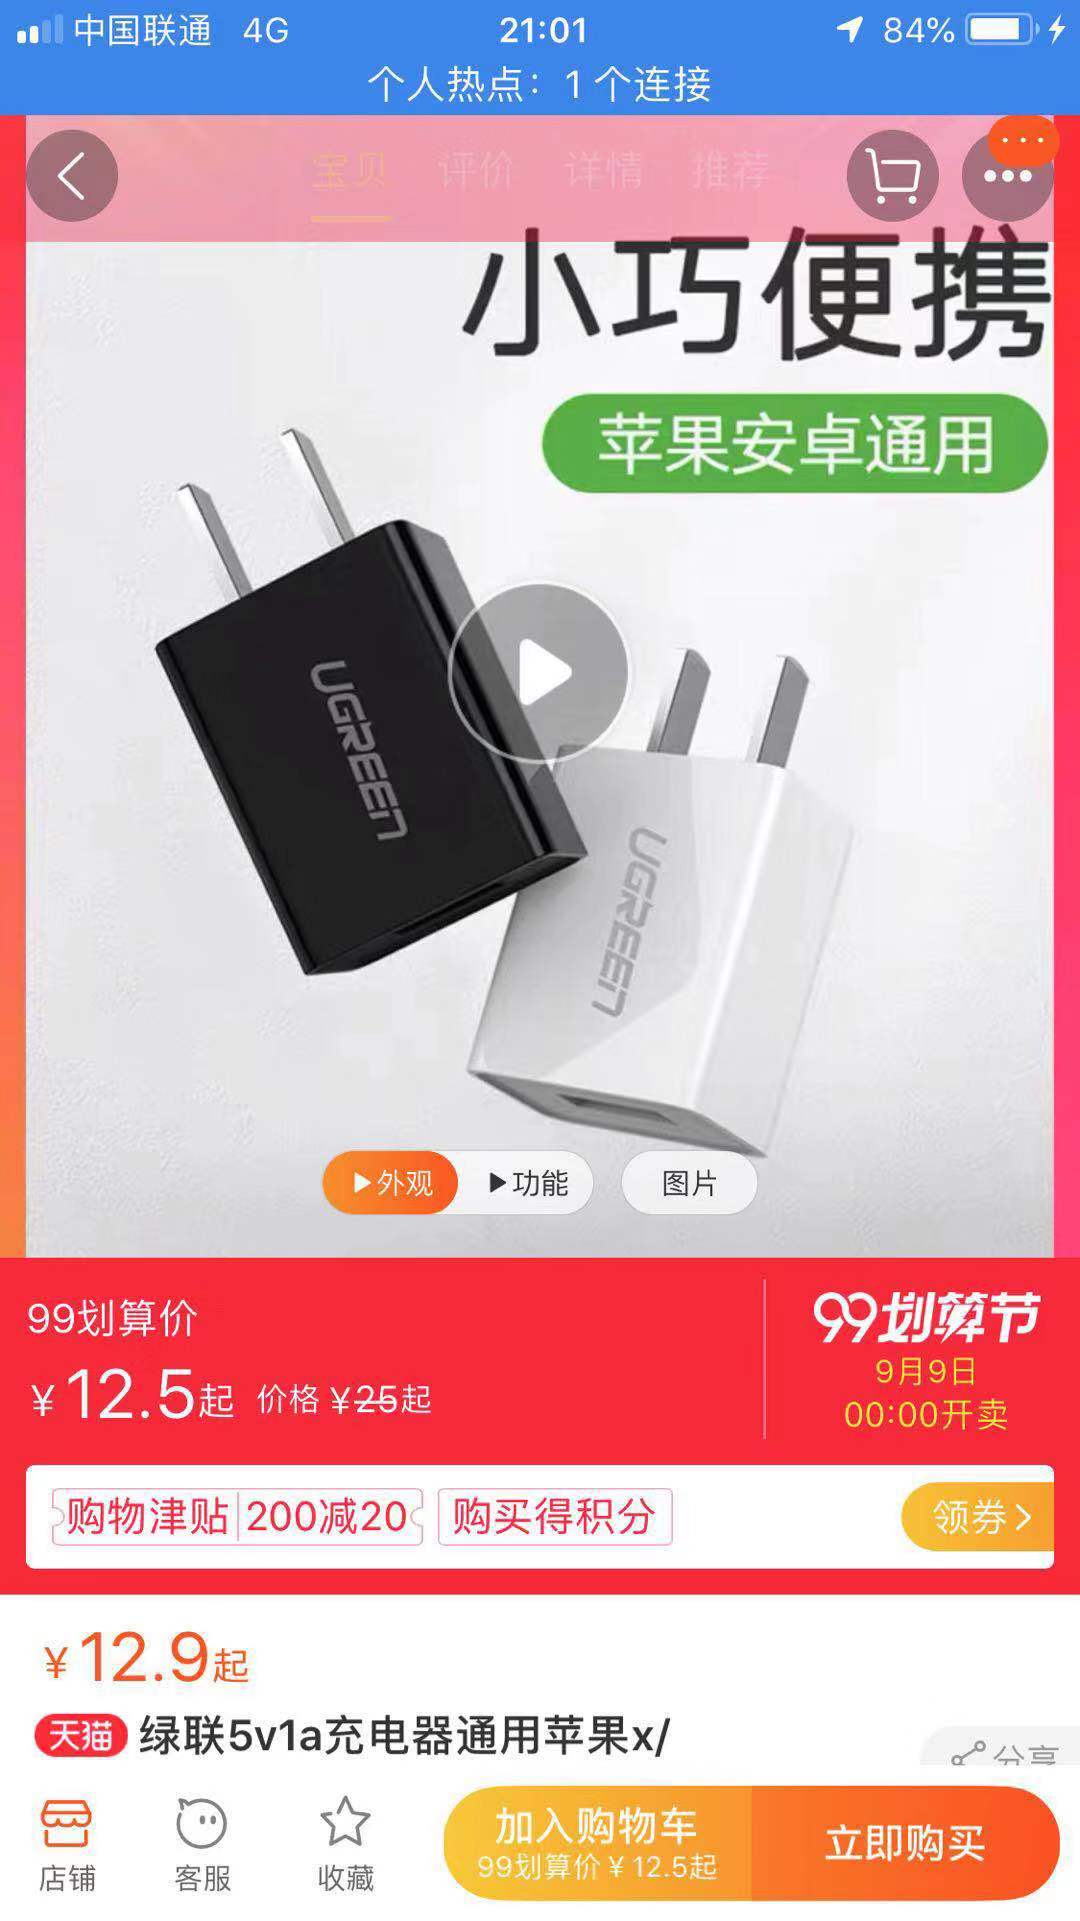 中国联通 4G 21:01 84%
个人热点：1 个连接
宝贝 评价 详情 推荐
小巧便携
苹果安卓通用
UGREEN
UGREEN
外观 功能 图片
99划算价
¥12.5起 价格 ¥25起
99划算节
9月9日
00:00开卖
购物津贴 200减20 购买得积分 领券
¥12.9起
天猫 绿联5v1a充电器通用苹果x/
分享
店铺 客服 收藏
加入购物车
99划算价 ¥ 12.5起
立即购买